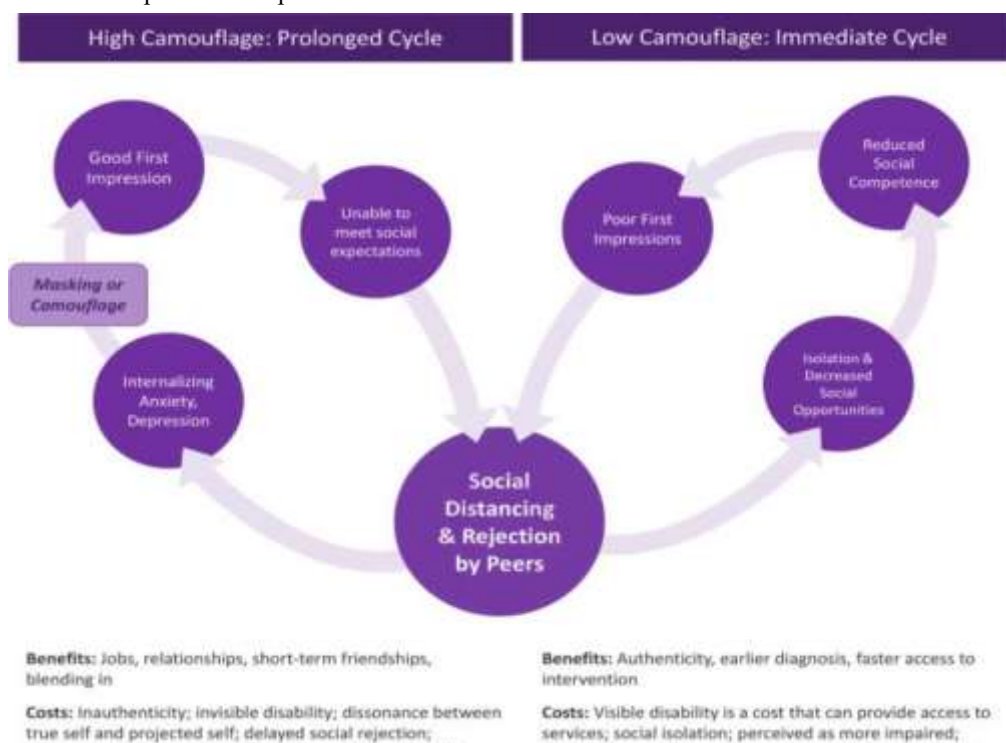 High Camouflage: Prolonged Cycle
Low Camouflage: Immediate Cycle
Good First
Impression
Unable to
meet social
expectations
Masking or
Camouflage
Internalizing
Anxiety,
Depression
Reduced
Social
Competence
Poor First
Impressions
Isolation &
Decreased
Social
Opportunities
Social
Distancing
& Rejection
by Peers
Benefits: Jobs, relationships, short-term friendships,
blending in
Costs: Inauthenticity; invisible disability; dissonance between
true self and projected self; delayed social rejection;
Benefits: Authenticity, earlier diagnosis, faster access to
intervention
Costs: Visible disability is a cost that can provide access to
services; social isolation; perceived as more impaired;